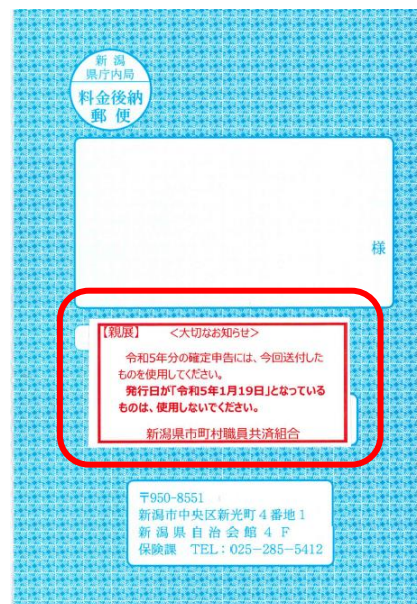 新 潟
県庁内局
料金後納
郵 便
様
【親展】 <大切なお知らせ>
令和5年分の確定申告には、今回送付した
ものを使用してください。
発行日が「令和5年1月19日」となっている
ものは、使用しないでください。
新潟県市町村職員共済組合
〒950-8551
新潟市中央区新光町4番地1
新潟県自治会館4F
保険課 TEL:025-285-5412